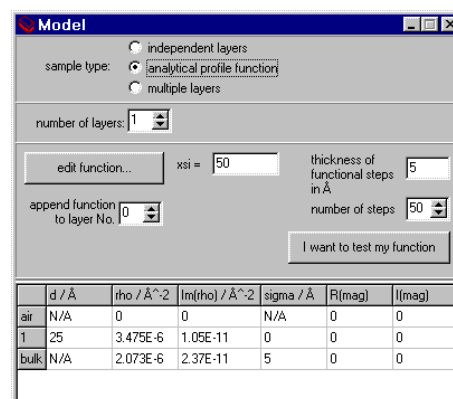 Model
sample type:
independent layers
analytical profile function
multiple layers
number of layers: 1
edit function...
xsi = 50
thickness of functional steps in Å
5
append function to layer No. 0
number of steps 50
I want to test my function
d / Å rho / Å^-2 Im(rho) / Å^-2 sigma / Å R(mag) I(mag)
air N/A 0 0 N/A 0 0
1 25 3.475E-6 1.05E-11 0 0 0
bulk N/A 2.073E-6 2.37E-11 5 0 0